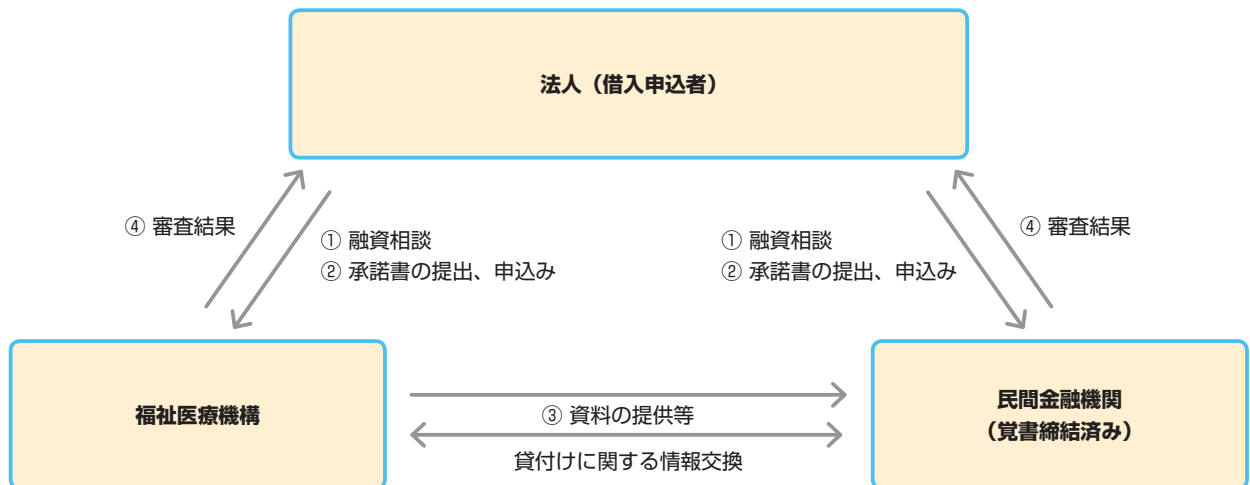 法人（借入申込者）
④ 審査結果
① 融資相談
② 承諾書の提出、申込み
① 融資相談
② 承諾書の提出、申込み
④ 審査結果
福祉医療機構
③ 資料の提供等
貸付けに関する情報交換
民間金融機関
（覚書締結済み）